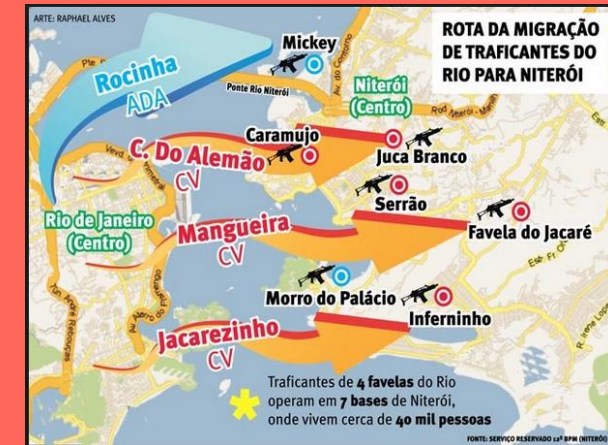 ARTE: RAPHAEL ALVES
ROTA DA MIGRAÇÃO
DE TRAFICANTES DO
RIO PARA NITERÓI
Mickey
Rocinha
ADA
Ponte Rio Niterói
Av. do Contorno
Niterói
(Centro)
Caramujo
C. Do Alemão
CV
Juca Branco
Serrão
Rio de Janeiro
(Centro)
Mangueira
CV
Favela do Jacaré
Morro do Palácio
Inferninho
Jacarezinho
CV
Traficantes de 4 favelas do Rio
operam em 7 bases de Niterói,
onde vivem cerca de 40 mil pessoas
FONTE: SERVIÇO RESERVADO 12º BPM (NITERÓI)